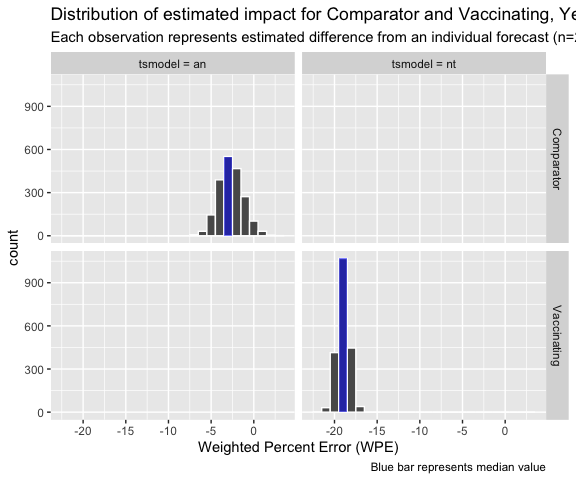 Distribution of estimated impact for Comparator and Vaccinating, Ye
Each observation represents estimated difference from an individual forecast (n=2
tsmodel = an
tsmodel = nt
900
600
300
0
Comparator
count
900
600
300
0
Vaccinating
-20 -15 -10 -5 0
-20 -15 -10 -5 0
Weighted Percent Error (WPE)
Blue bar represents median value